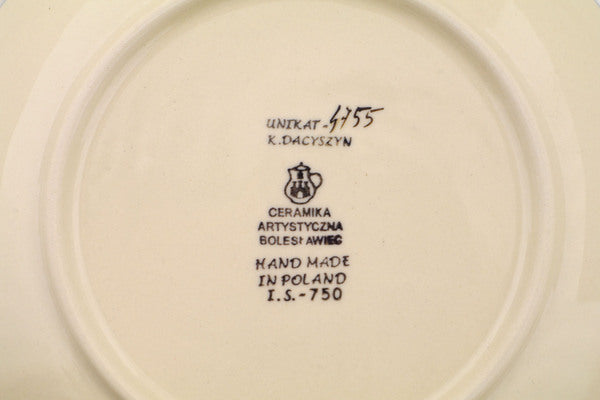 UNIKAT-4755
K.DACYSZYN
CERAMIKA
ARTYSTYCZNA
BOLESŁAWIEC
HAND MADE
IN POLAND
I.S.-750